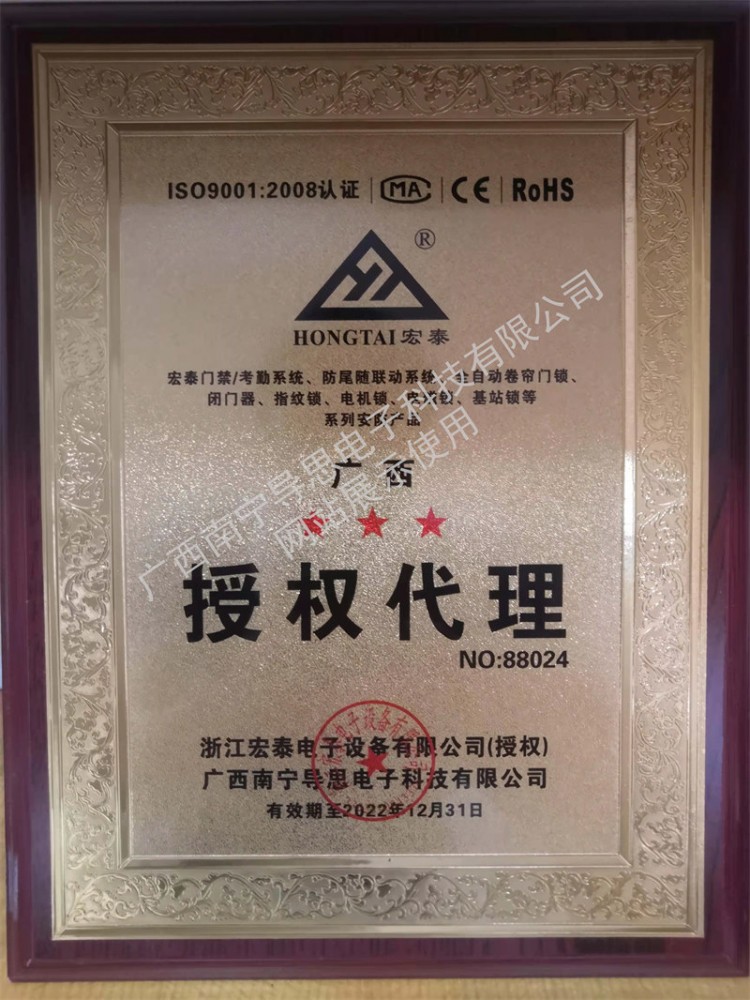 ISO9001:2008认证 | MA | CE | RoHS
HT ®
HONGTAI 宏泰
宏泰门禁/考勤系统、防尾随联动系统、全自动卷帘门锁、
闭门器、指纹锁、电机锁、电锁、基站锁等
系列安防产品
广西
授权代理
NO:88024
浙江宏泰电子设备有限公司(授权)
广西南宁导思电子科技有限公司
有效期至2022年12月31日
广西南宁导思电子科技有限公司
网站展示使用